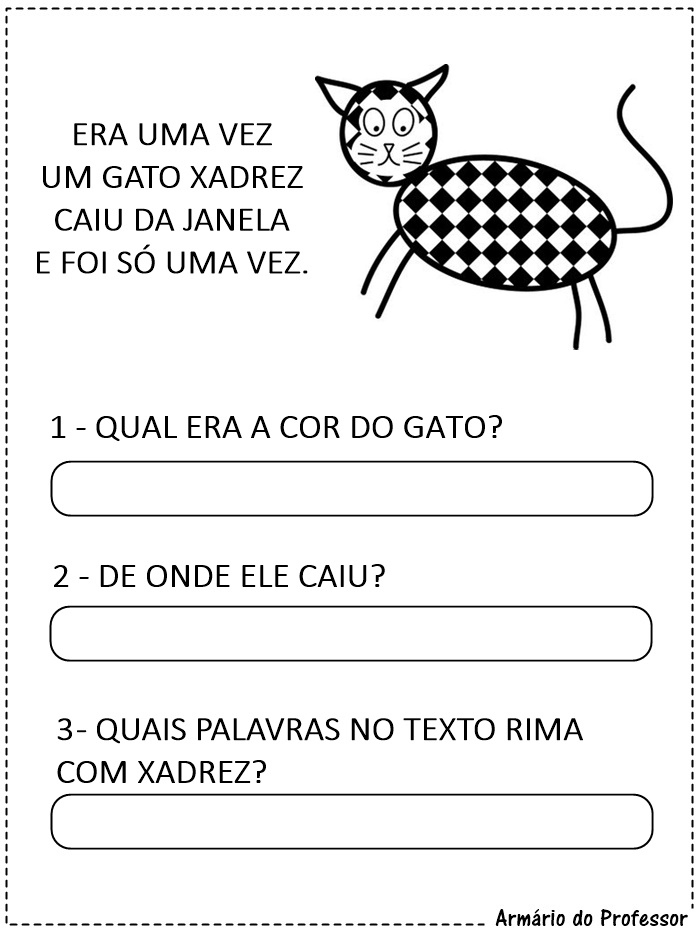 ERA UMA VEZ
UM GATO XADREZ
CAIU DA JANELA
E FOI SÓ UMA VEZ.
1 - QUAL ERA A COR DO GATO?
2 - DE ONDE ELE CAIU?
3- QUAIS PALAVRAS NO TEXTO RIMA
COM XADREZ?
Armário do Professor